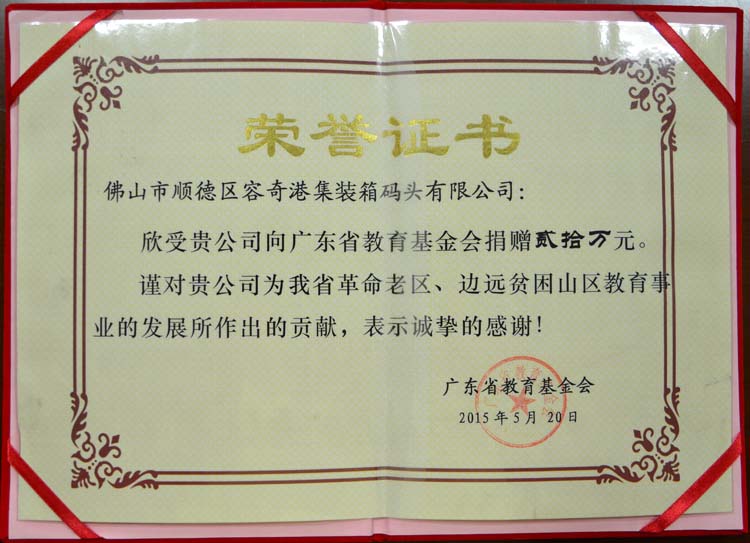 荣誉证书
佛山市顺德区容奇港集装箱码头有限公司：
欣受贵公司向广东省教育基金会捐赠贰拾万元。
谨对贵公司为我省革命老区、边远贫困山区教育事
业的发展所作出的贡献，表示诚挚的感谢！
广东省教育基金会
2015年5月20日